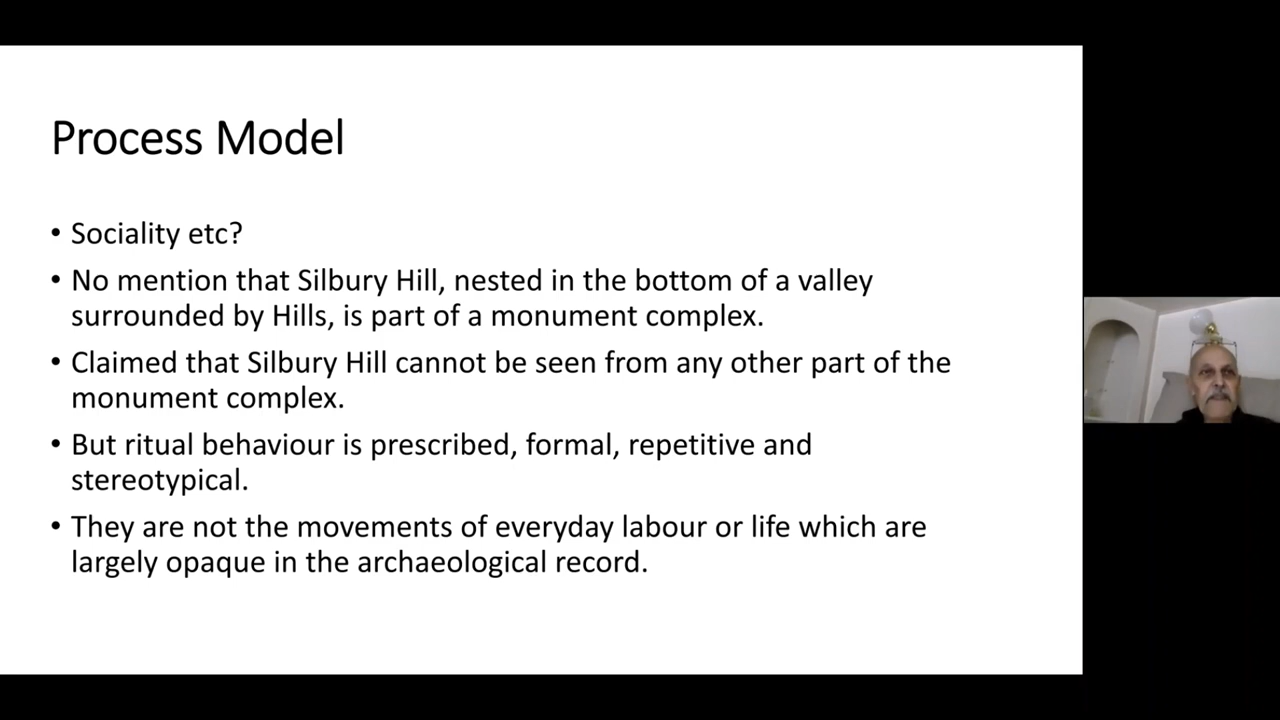 Process Model
• Sociality etc?
• No mention that Silbury Hill, nested in the bottom of a valley
surrounded by Hills, is part of a monument complex.
• Claimed that Silbury Hill cannot be seen from any other part of the
monument complex.
• But ritual behaviour is prescribed, formal, repetitive and
stereotypical.
• They are not the movements of everyday labour or life which are
largely opaque in the archaeological record.